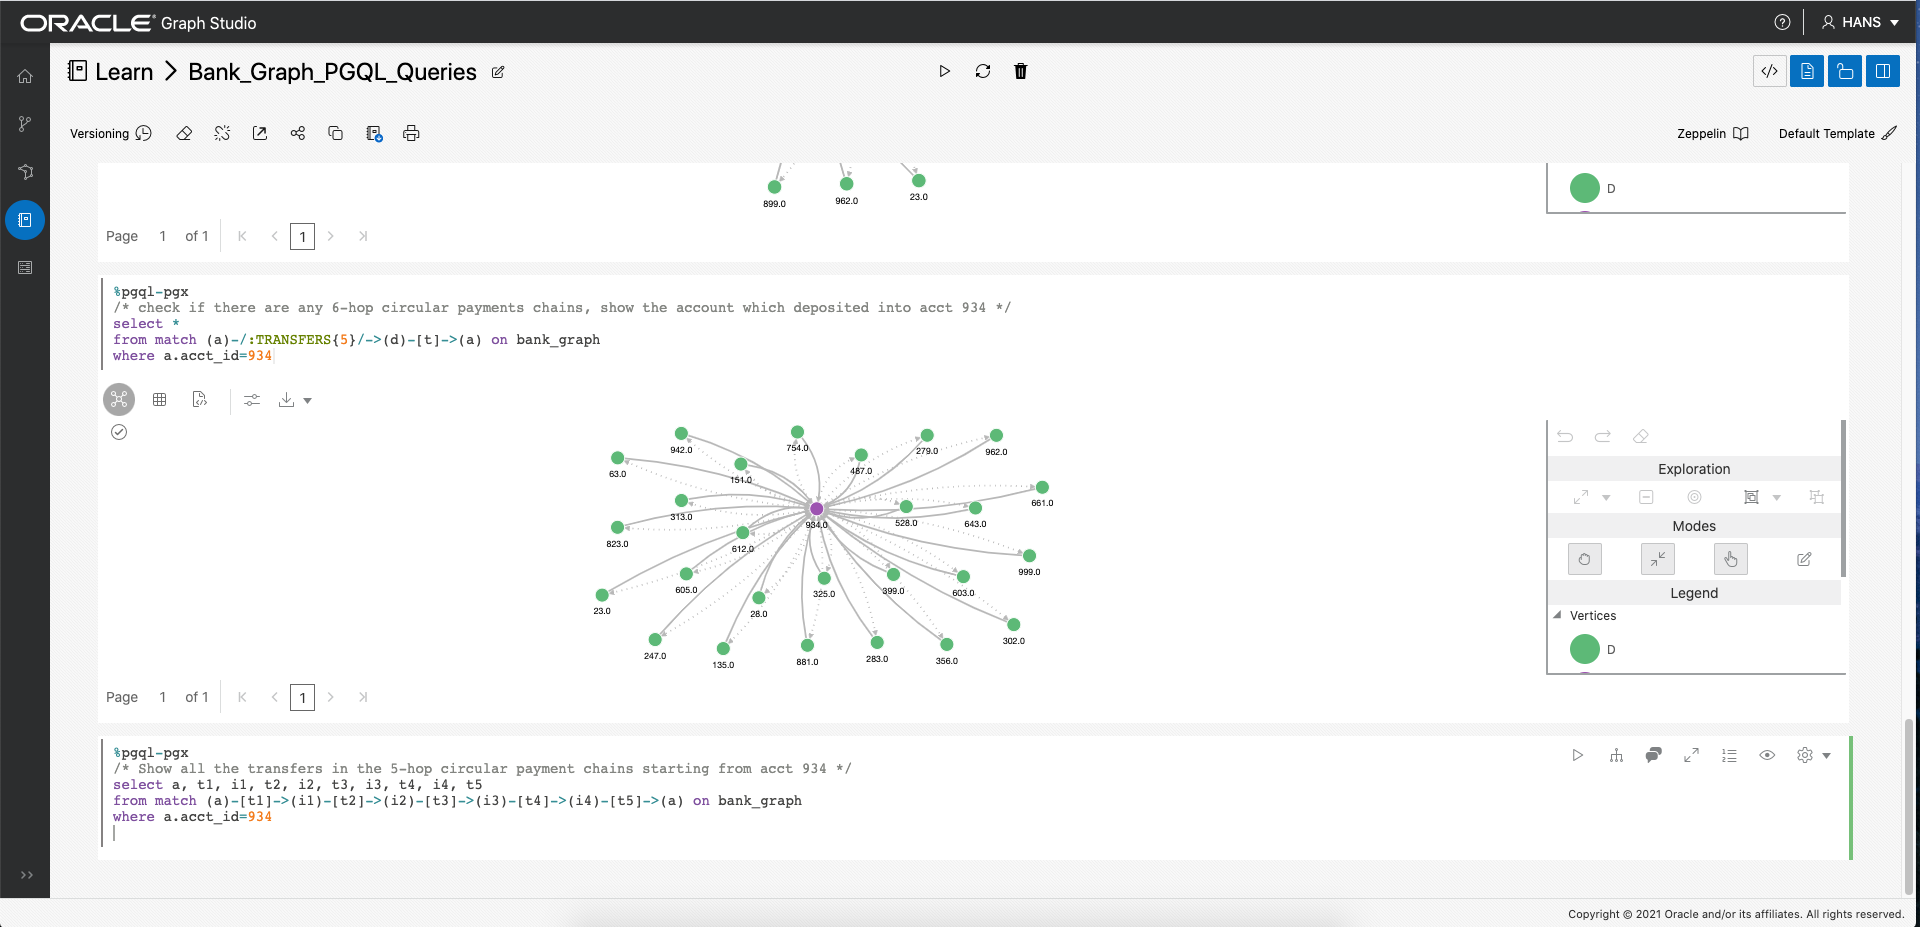 ORACLE® Graph Studio
HANS
Learn > Bank_Graph_PGQL_Queries
Versioning
Zeppelin
Default Template
899.0
962.0
23.0
D
Page 1 of 1
1
%pgql-pgx
/* check if there are any 6-hop circular payments chains, show the account which deposited into acct 934 */
select *
from match (a)-/:TRANSFERS{5}/->(d)-[t]->(a) on bank_graph
where a.acct_id=934
942.0
754.0
279.0
962.0
63.0
151.0
487.0
661.0
313.0
934.0
528.0
643.0
823.0
612.0
999.0
605.0
325.0
399.0
603.0
23.0
28.0
302.0
247.0
135.0
881.0
283.0
356.0
Exploration
Modes
Legend
Vertices
D
Page 1 of 1
1
%pgql-pgx
/* Show all the transfers in the 5-hop circular payment chains starting from acct 934 */
select a, t1, i1, t2, i2, t3, i3, t4, i4, t5
from match (a)-[t1]->(i1)-[t2]->(i2)-[t3]->(i3)-[t4]->(i4)-[t5]->(a) on bank_graph
where a.acct_id=934
Copyright © 2021 Oracle and/or its affiliates. All rights reserved.